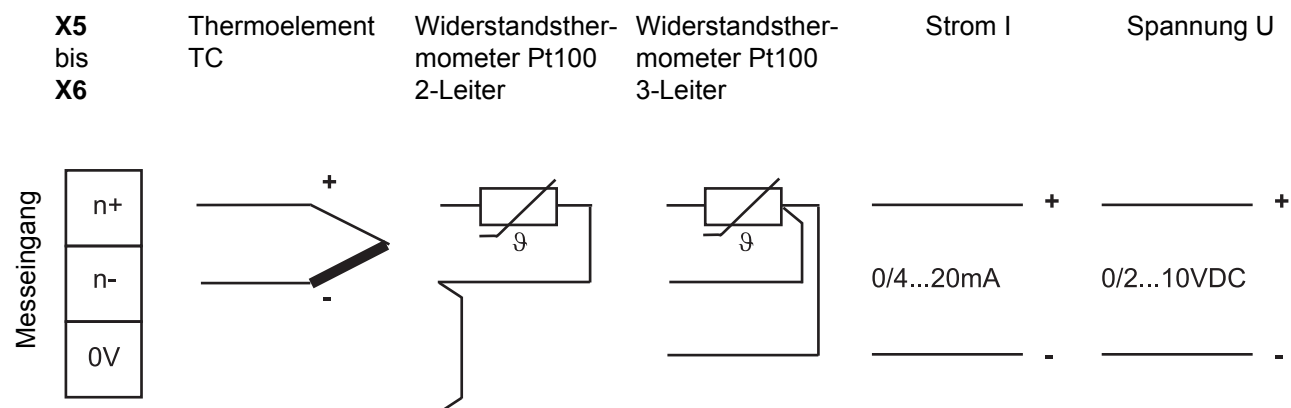 X5 Thermoelement Widerstandsther- Widerstandsther- Strom I Spannung U
bis TC mometer Pt100 mometer Pt100
X6 2-Leiter 3-Leiter
Messeingang
n+ + ϑ ϑ + +
n- - 0/4...20mA 0/2...10VDC
0V - -